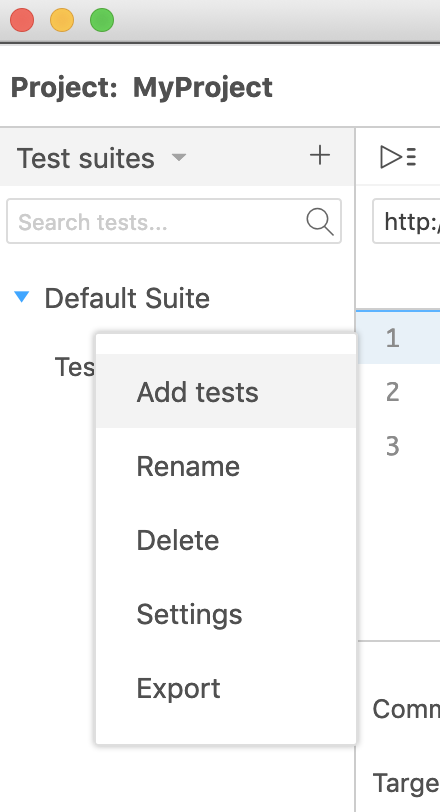 Project: MyProject
Test suites
Search tests...
http:/
Default Suite
1
Tes
Add tests
2
Rename
3
Delete
Settings
Export
Comm
Targe